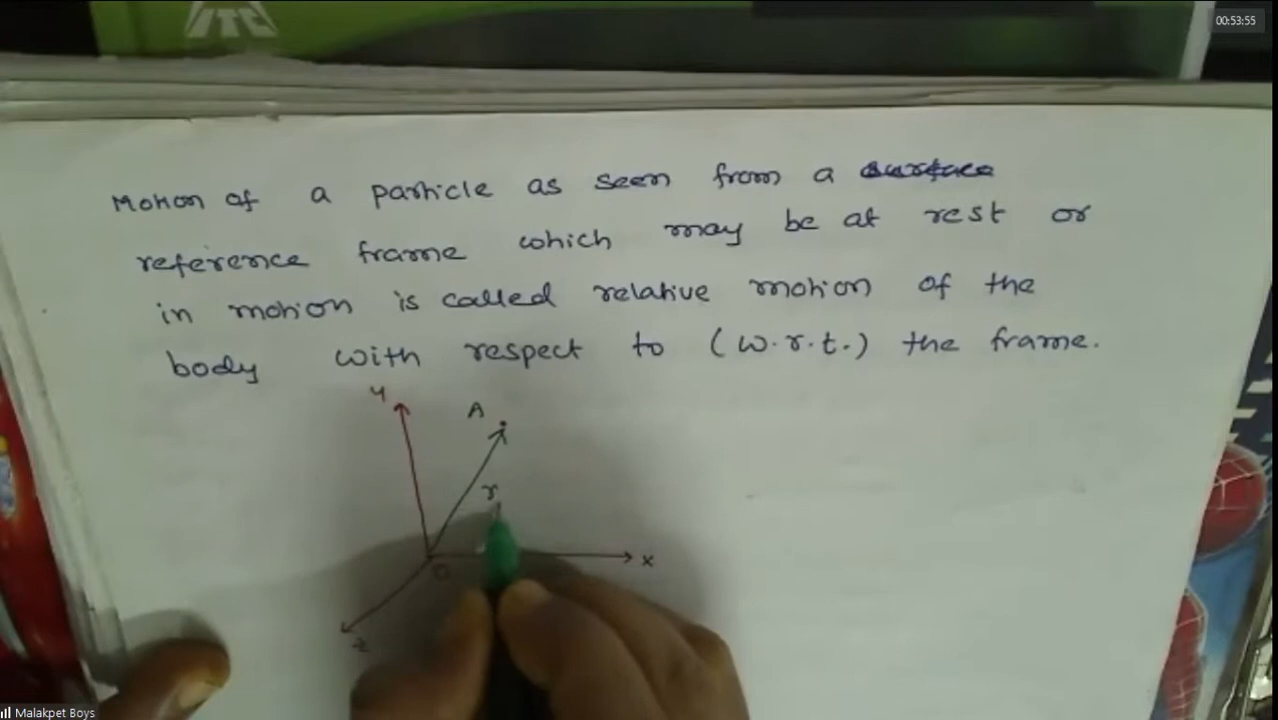 ITC
00:53:55
Motion of a particle as seen from a surface
reference frame which may be at rest or
in motion is called relative motion of the
body with respect to (w.r.t.) the frame.
Y
A
r
X
O
Z
Malakpet Boys